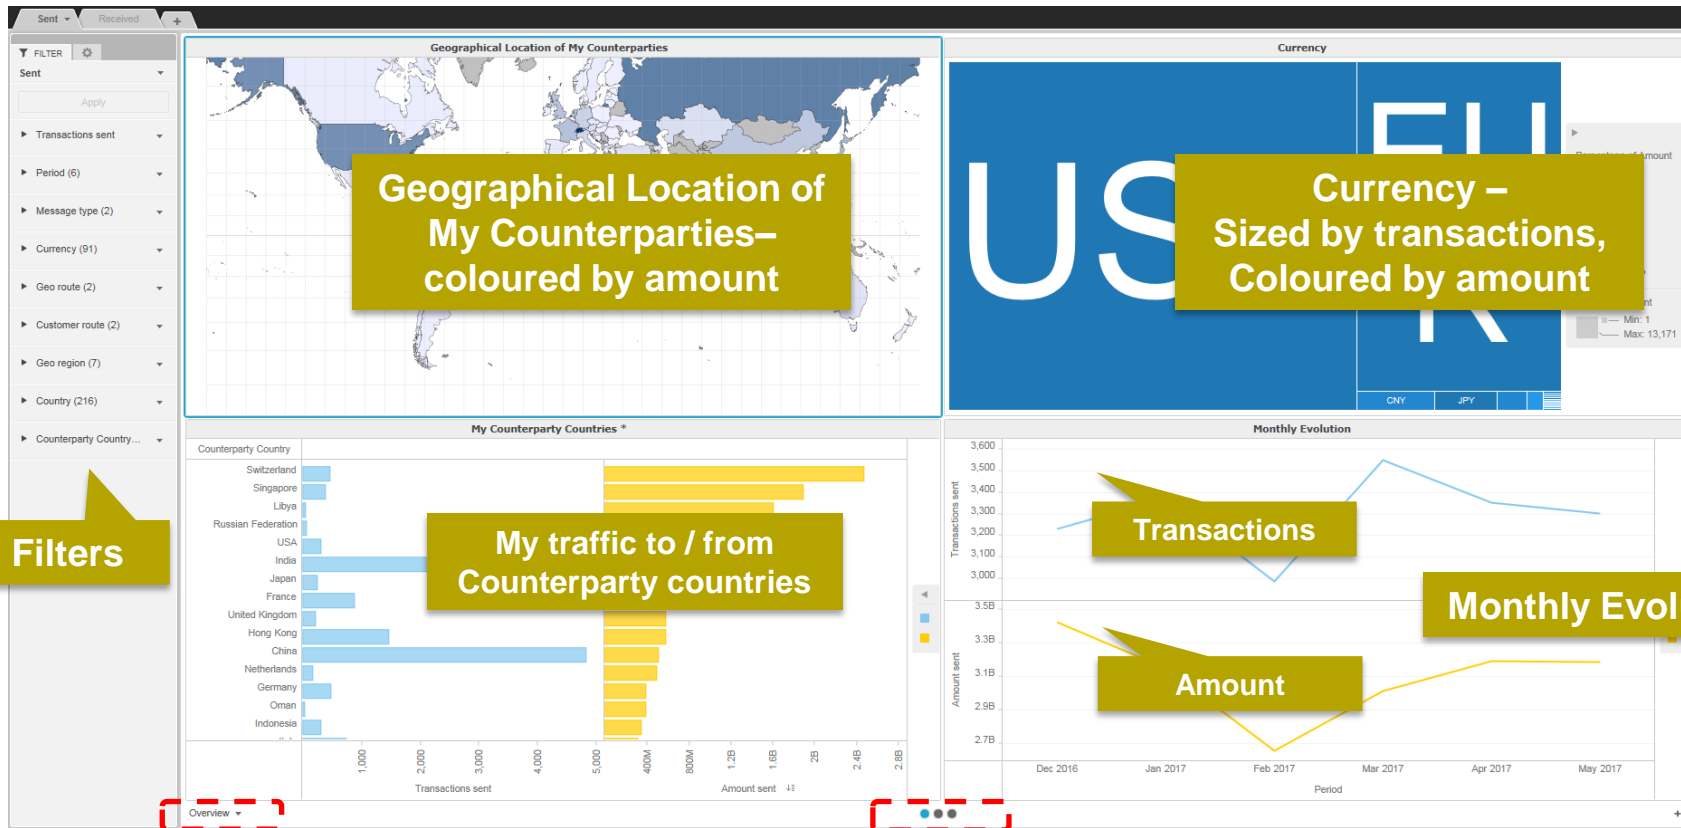 Sent
Received
+
FILTER
Sent
Apply
Transactions sent
Period (6)
Message type (2)
Currency (91)
Geo route (2)
Customer route (2)
Geo region (7)
Country (216)
Counterparty Country...
Filters
Geographical Location of My Counterparties
Geographical Location of
My Counterparties–
coloured by amount
Currency
Currency –
Sized by transactions,
Coloured by amount
CNY
JPY
Min: 1
Max: 13,171
My Counterparty Countries *
Counterparty Country
Switzerland
Singapore
Libya
Russian Federation
USA
India
Japan
France
United Kingdom
Hong Kong
China
Netherlands
Germany
Oman
Indonesia
My traffic to / from
Counterparty countries
1,000
2,000
3,000
4,000
5,000
400M
800M
1.2B
1.6B
2B
2.4B
2.8B
Transactions sent
Amount sent
Monthly Evolution
3,600
3,500
3,400
3,300
3,200
3,100
3,000
Transactions sent
Transactions
3.5B
3.3B
3.1B
2.9B
2.7B
Amount sent
Amount
Monthly Evol
Dec 2016
Jan 2017
Feb 2017
Mar 2017
Apr 2017
May 2017
Period
Overview
+